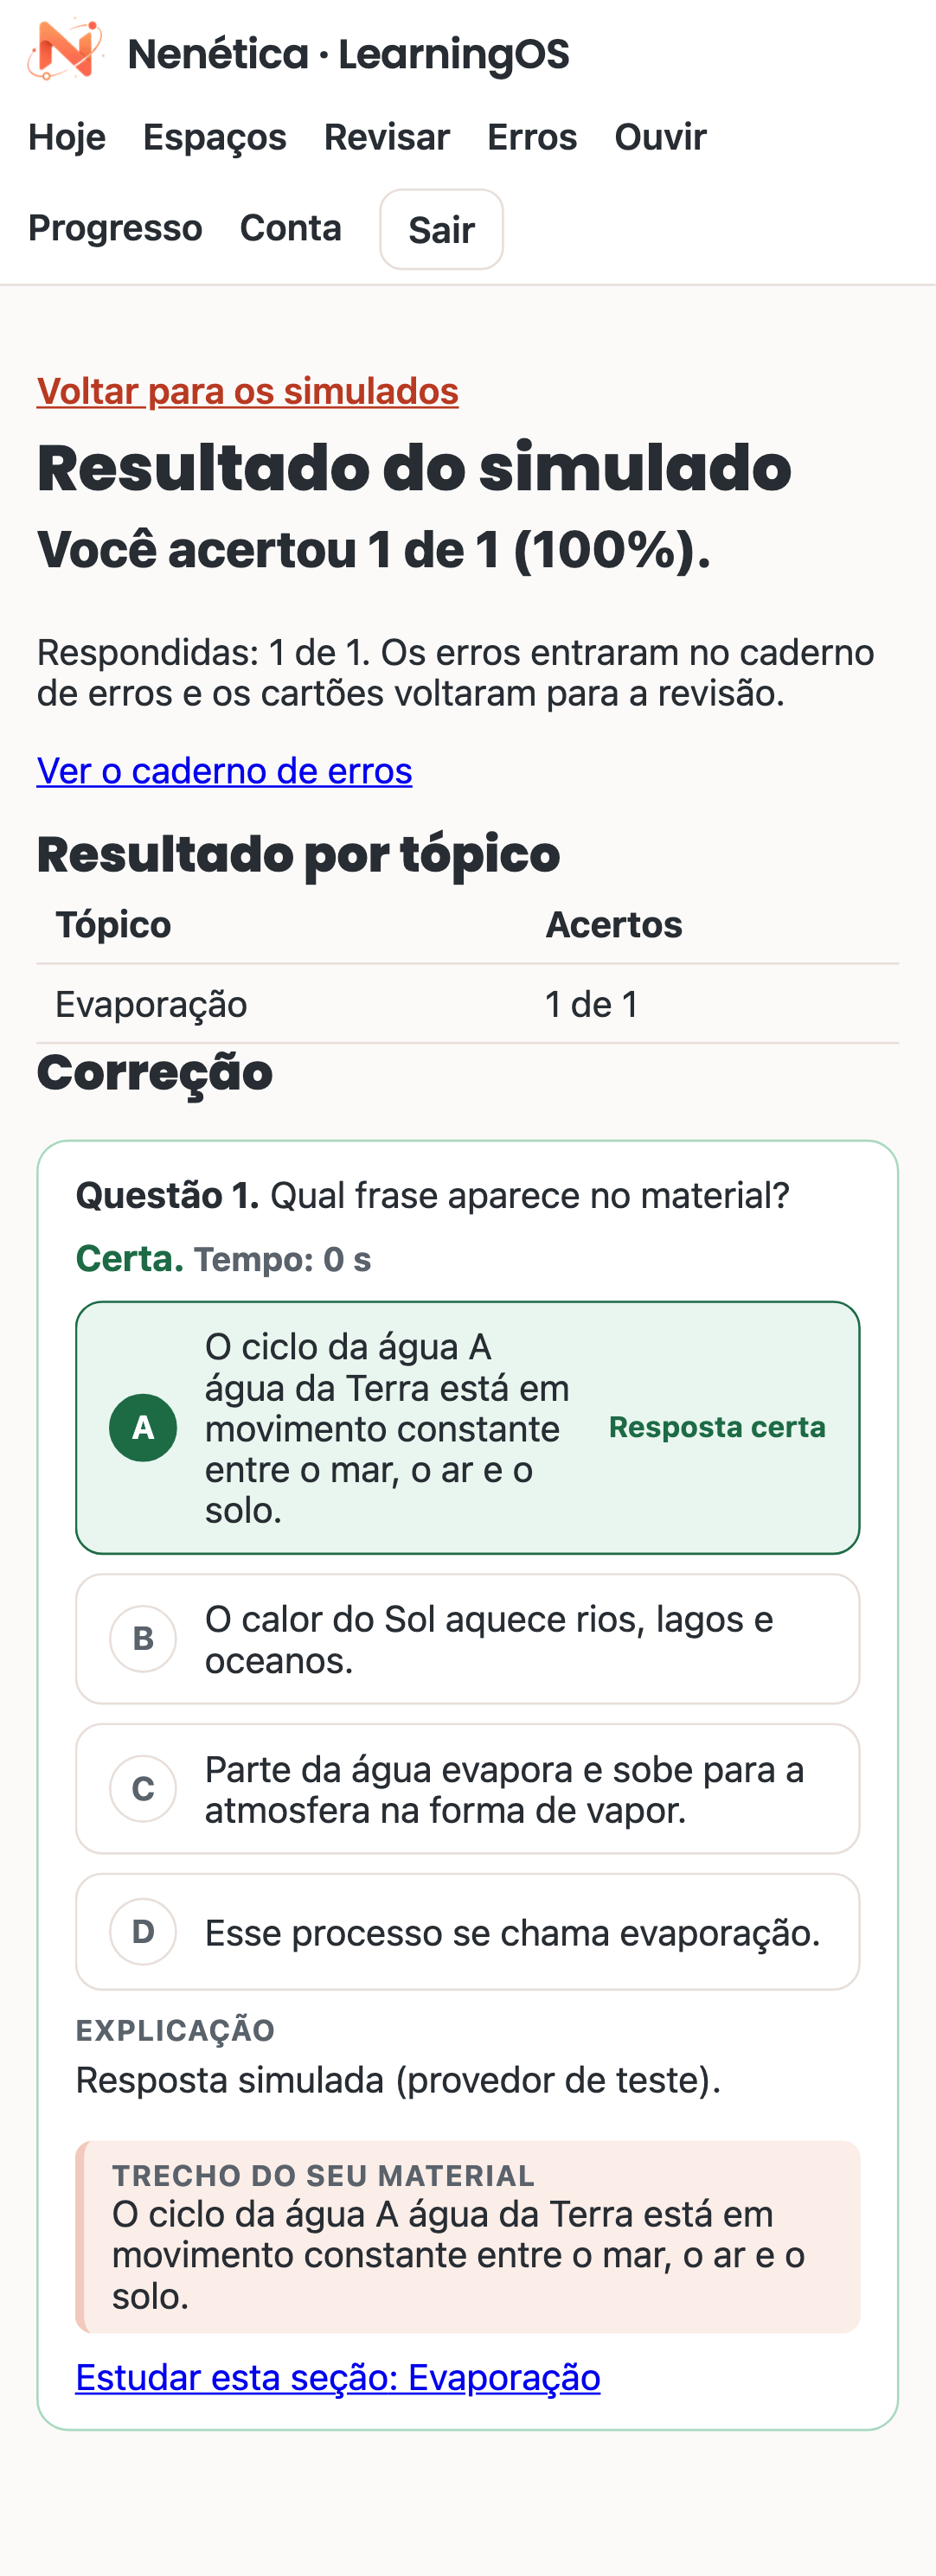 Nenética · LearningOS
Hoje Espaços Revisar Erros Ouvir
Progresso Conta Sair
Voltar para os simulados
Resultado do simulado
Você acertou 1 de 1 (100%).
Respondidas: 1 de 1. Os erros entraram no caderno
de erros e os cartões voltaram para a revisão.
Ver o caderno de erros
Resultado por tópico
Tópico Acertos
Evaporação 1 de 1
Correção
Questão 1. Qual frase aparece no material?
Certa. Tempo: 0 s
A
O ciclo da água A
água da Terra está em
movimento constante
entre o mar, o ar e o
solo.
Resposta certa
B
O calor do Sol aquece rios, lagos e
oceanos.
C
Parte da água evapora e sobe para a
atmosfera na forma de vapor.
D
Esse processo se chama evaporação.
EXPLICAÇÃO
Resposta simulada (provedor de teste).
TRECHO DO SEU MATERIAL
O ciclo da água A água da Terra está em
movimento constante entre o mar, o ar e o
solo.
Estudar esta seção: Evaporação